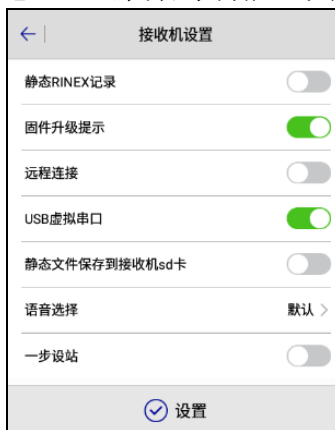 接收机设置
静态RINEX记录
固件升级提示
远程连接
USB虚拟串口
静态文件保存到接收机sd卡
语音选择 默认 >
一步设站
设置